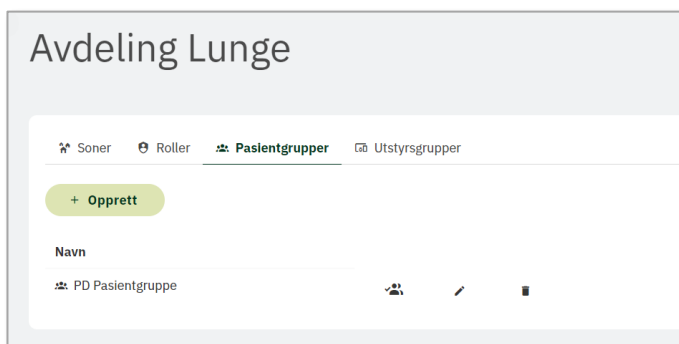 Avdeling Lunge
Soner Roller Pasientgrupper Utstyrsgrupper
+ Opprett
Navn
PD Pasientgruppe